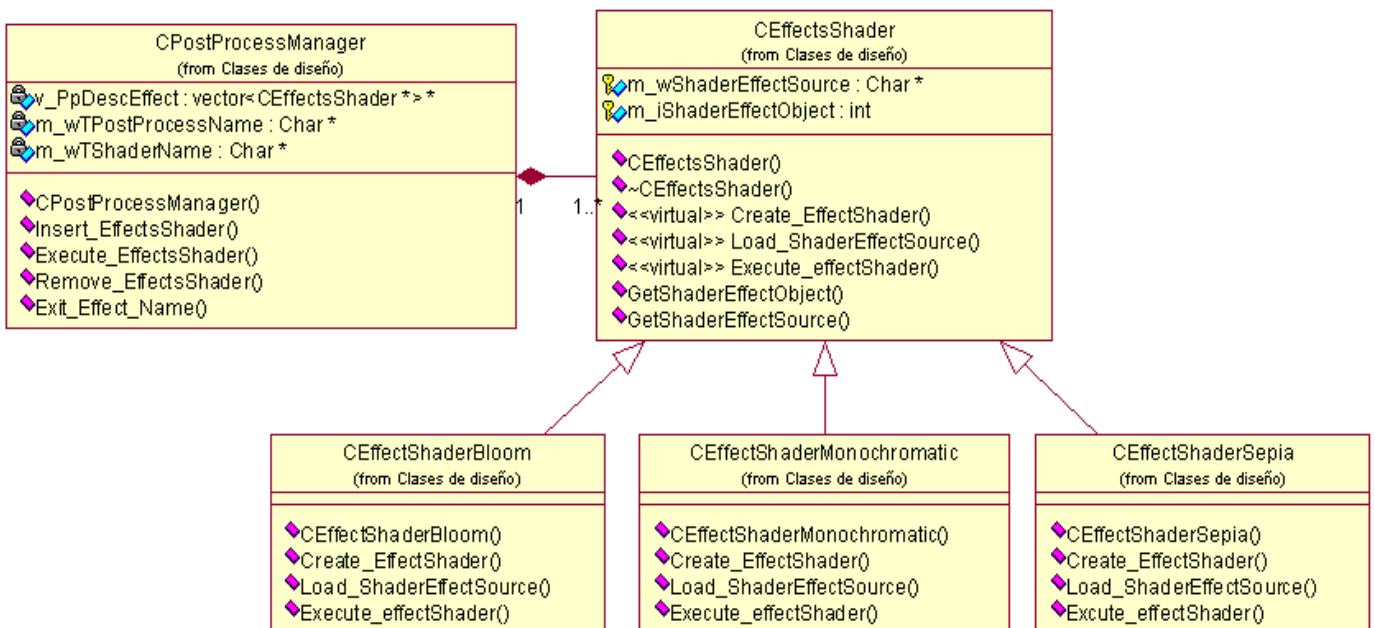 CPostProcessManager
(from Clases de diseño)
v_PpDescEffect : vector<CEffectsShader *> *
m_wTPostProcessName : Char *
m_wTShaderName : Char *
CPostProcessManager()
Insert_EffectsShader()
Execute_EffectsShader()
Remove_EffectsShader()
Exit_Effect_Name()
1
1..*
CEffectsShader
(from Clases de diseño)
m_wShaderEffectSource : Char *
m_iShaderEffectObject : int
CEffectsShader()
~CEffectsShader()
<<virtual>> Create_EffectShader()
<<virtual>> Load_ShaderEffectSource()
<<virtual>> Execute_effectShader()
GetShaderEffectObject()
GetShaderEffectSource()
CEffectShaderBloom
(from Clases de diseño)
CEffectShaderBloom()
Create_EffectShader()
Load_ShaderEffectSource()
Execute_effectShader()
CEffectShaderMonochromatic
(from Clases de diseño)
CEffectShaderMonochromatic()
Create_EffectShader()
Load_ShaderEffectSource()
Execute_effectShader()
CEffectShaderSepia
(from Clases de diseño)
CEffectShaderSepia()
Create_EffectShader()
Load_ShaderEffectSource()
Excute_effectShader()